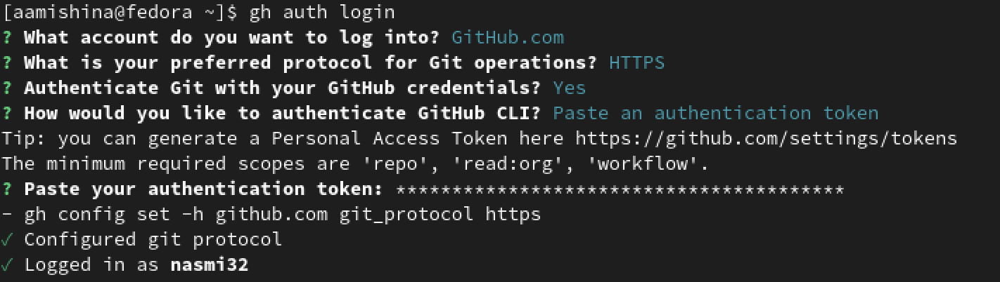 [aamishina@fedora ~]$ gh auth login
? What account do you want to log into? GitHub.com
? What is your preferred protocol for Git operations? HTTPS
? Authenticate Git with your GitHub credentials? Yes
? How would you like to authenticate GitHub CLI? Paste an authentication token
Tip: you can generate a Personal Access Token here https://github.com/settings/tokens
The minimum required scopes are 'repo', 'read:org', 'workflow'.
? Paste your authentication token: ****************************************
- gh config set -h github.com git_protocol https
✓ Configured git protocol
✓ Logged in as nasmi32